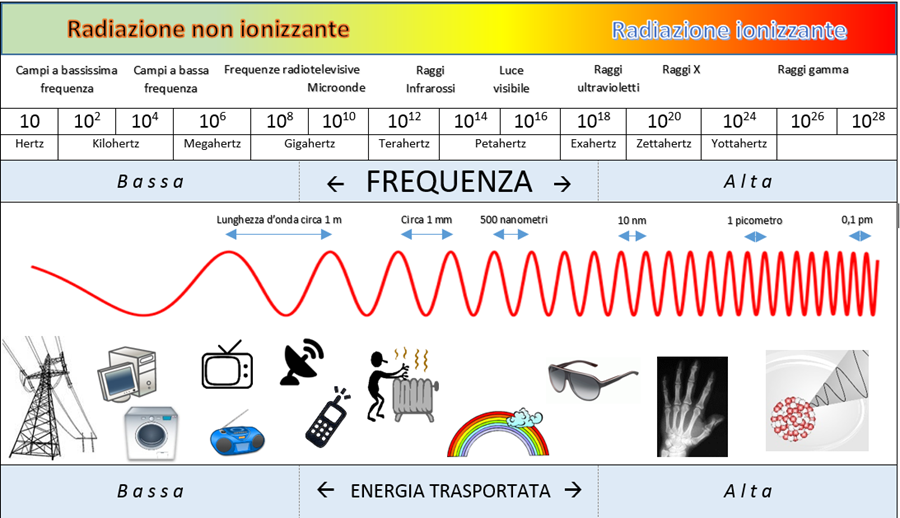 Radiazione non ionizzante Radiazione ionizzante
Campi a bassissima frequenza
Campi a bassa frequenza
Frequenze radiotelevisive
Microonde
Raggi Infrarossi
Luce visibile
Raggi ultravioletti
Raggi X
Raggi gamma
10 10² 10⁴ 10⁶ 10⁸ 10¹⁰ 10¹² 10¹⁴ 10¹⁶ 10¹⁸ 10²⁰ 10²⁴ 10²⁶ 10²⁸
Hertz Kilohertz Megahertz Gigahertz Terahertz Petahertz Exahertz Zettahertz Yottahertz
Bassa ← FREQUENZA → Alta
Lunghezza d'onda circa 1 m Circa 1 mm 500 nanometri 10 nm 1 picometro 0,1 pm
Bassa ← ENERGIA TRASPORTATA → Alta